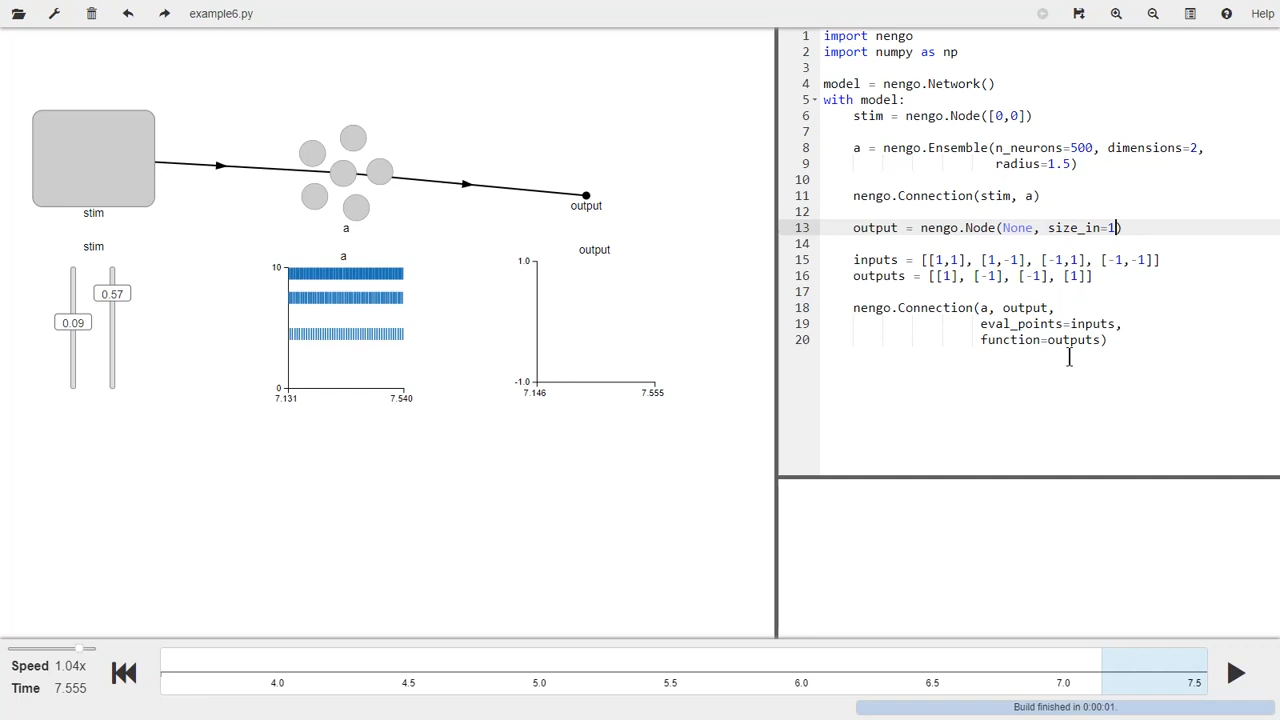 example6.py
Help
stim
output
a
stim
a
output
0.09
0.57
10
0
7.131
7.540
1.0
-1.0
7.146
7.555
1 import nengo
2 import numpy as np
3
4 model = nengo.Network()
5 with model:
6 stim = nengo.Node([0,0])
7
8 a = nengo.Ensemble(n_neurons=500, dimensions=2,
9 radius=1.5)
10
11 nengo.Connection(stim, a)
12
13 output = nengo.Node(None, size_in=1)
14
15 inputs = [[1,1], [1,-1], [-1,1], [-1,-1]]
16 outputs = [[1], [-1], [-1], [1]]
17
18 nengo.Connection(a, output,
19 eval_points=inputs,
20 function=outputs)
Speed 1.04x
Time 7.555
4.0 4.5 5.0 5.5 6.0 6.5 7.0 7.5
Build finished in 0:00:01.